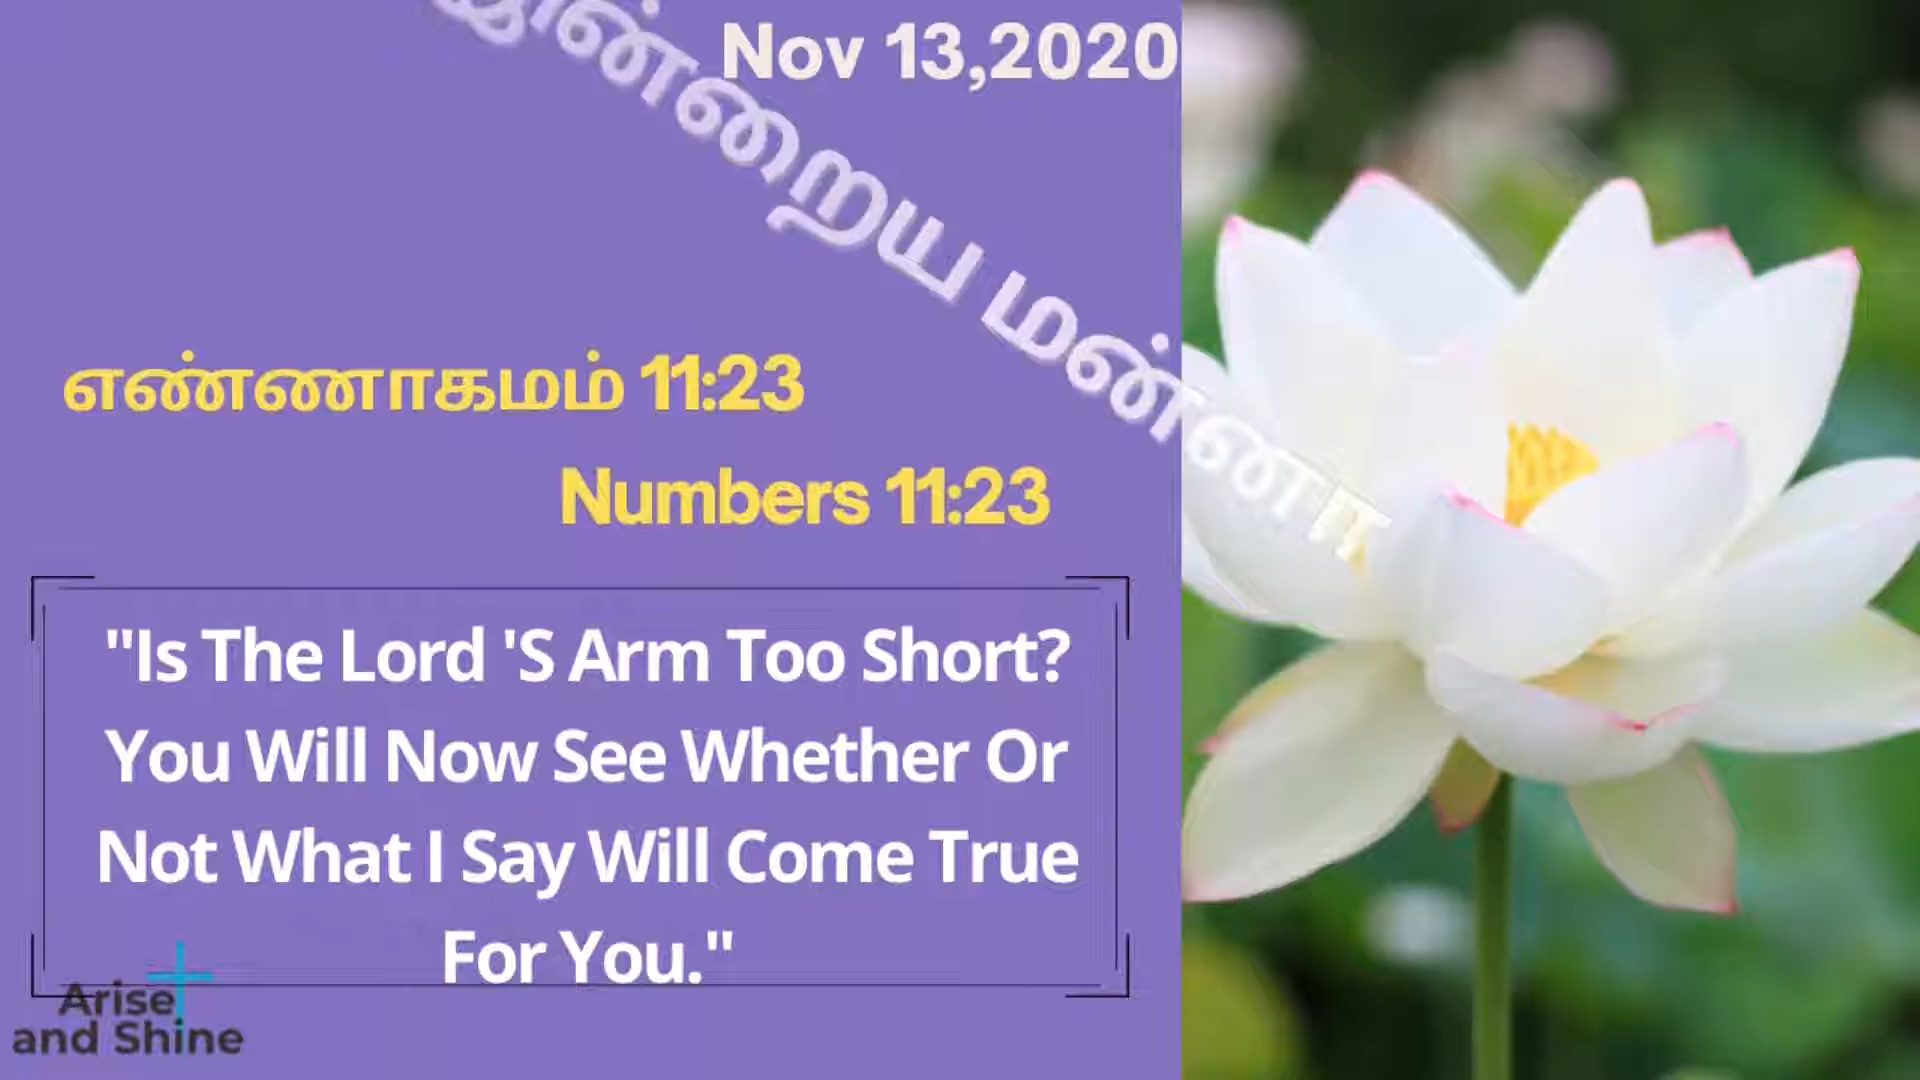 Nov 13,2020
இன்றைய மன்னா
எண்ணாகமம் 11:23
Numbers 11:23
"Is The Lord 'S Arm Too Short?
You Will Now See Whether Or
Not What I Say Will Come True
For You."
Arise
and Shine